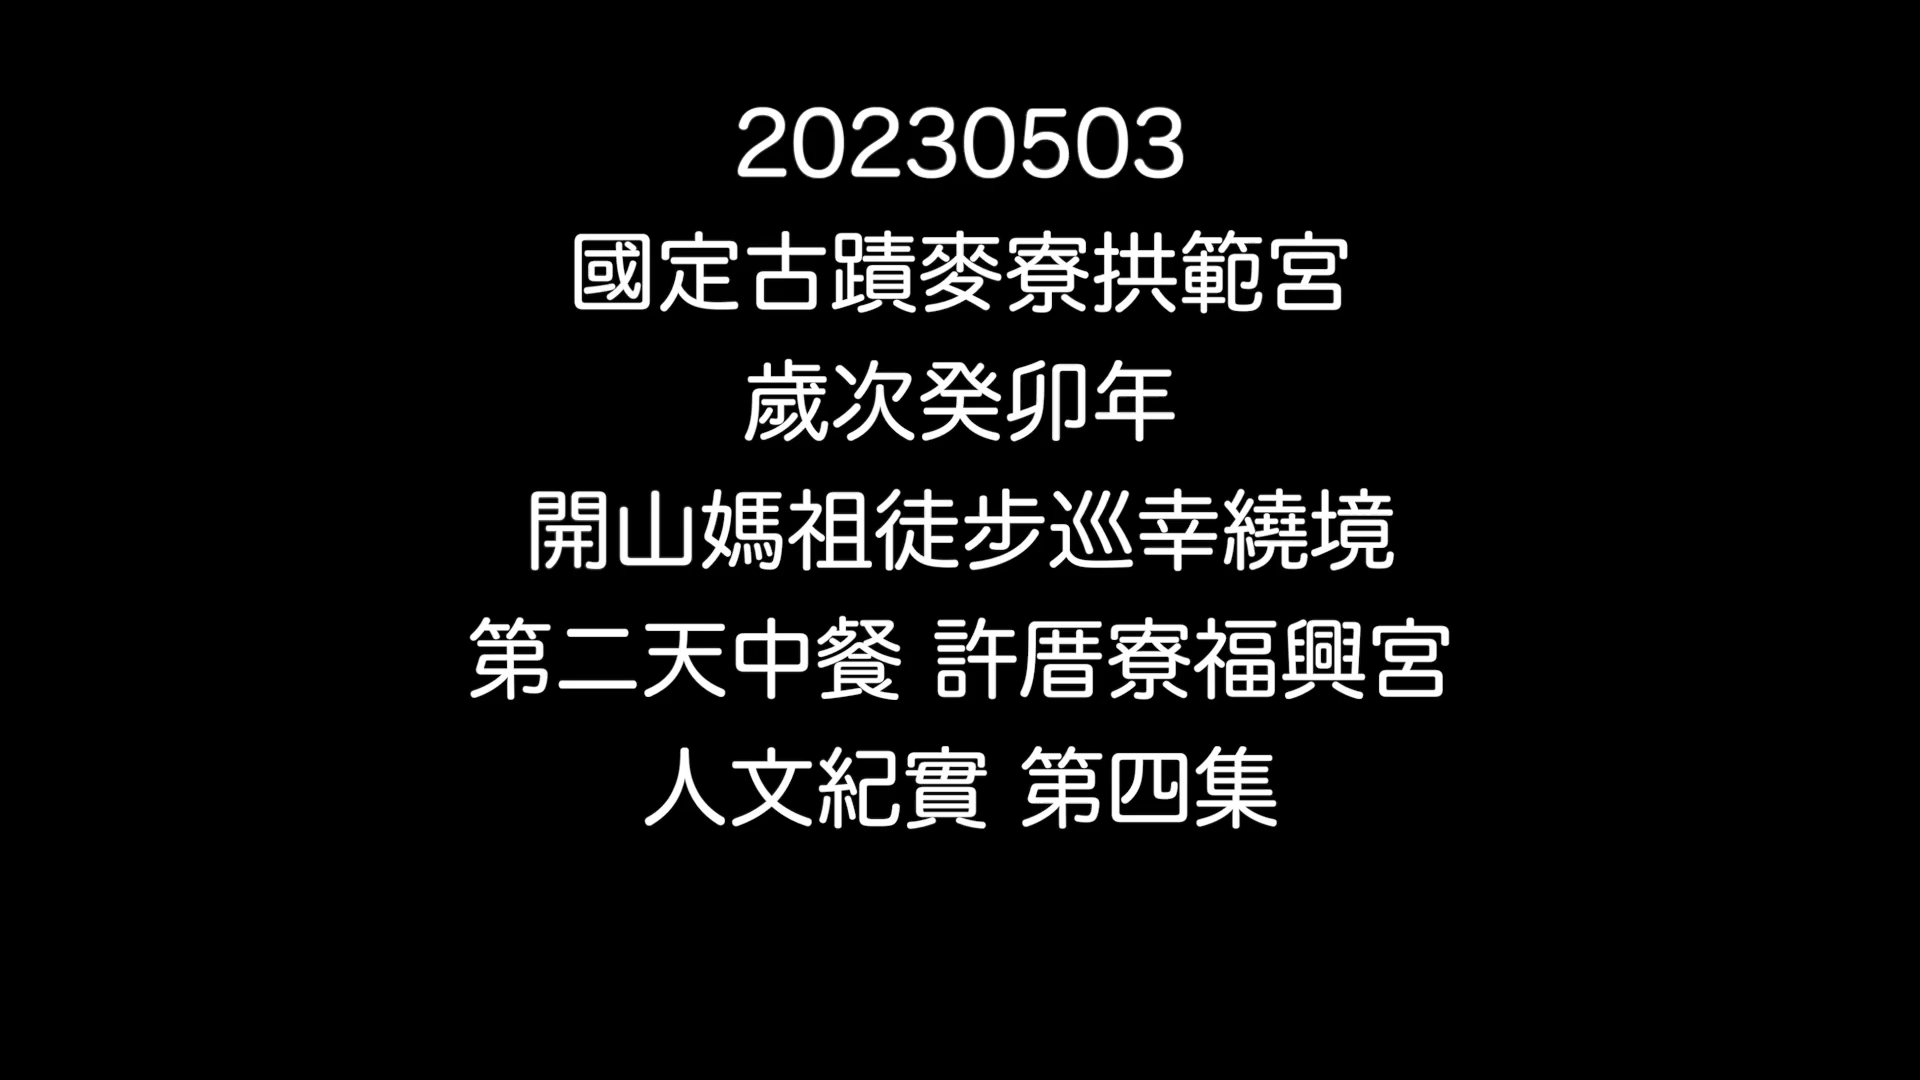 20230503
國定古蹟麥寮拱範宮
歲次癸卯年
開山媽祖徒步巡幸繞境
第二天中餐 許厝寮福興宮
人文紀實 第四集